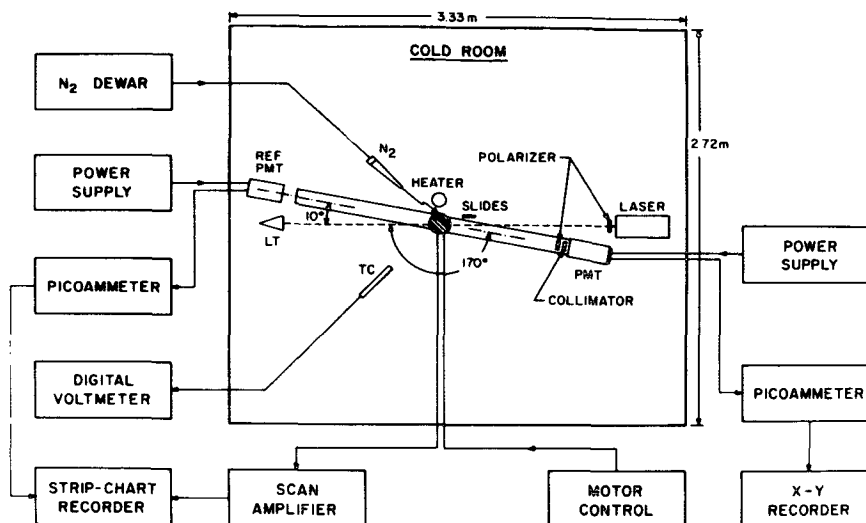 3.33 m
COLD ROOM
N₂ DEWAR
2.72m
N₂
POLARIZER
REF
PMT
HEATER
POWER
SUPPLY
SLIDES
LASER
10°
LT
170°
POWER
SUPPLY
PMT
TC
COLLIMATOR
PICOAMMETER
DIGITAL
VOLTMETER
PICOAMMETER
STRIP-CHART
RECORDER
SCAN
AMPLIFIER
MOTOR
CONTROL
X-Y
RECORDER